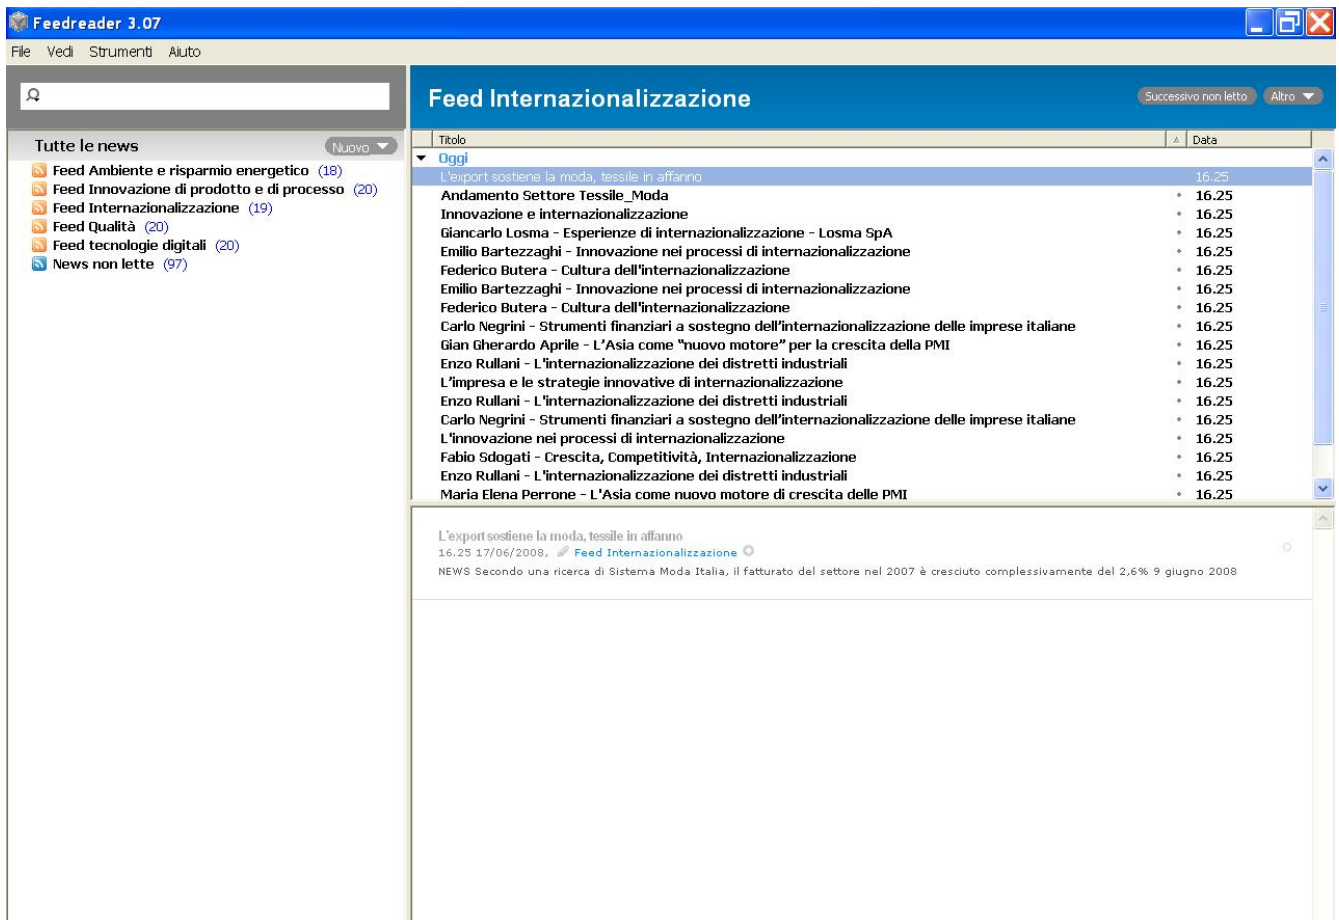 Feedreader 3.07
File Vedi Strumenti Aiuto
Feed Internazionalizzazione
Successivo non letto Altro
Tutte le news
Nuovo
Feed Ambiente e risparmio energetico (18)
Feed Innovazione di prodotto e di processo (20)
Feed Internazionalizzazione (19)
Feed Qualità (20)
Feed tecnologie digitali (20)
News non lette (97)
Titolo Data
Oggi
L'export sostiene la moda, tessile in affanno 16.25
Andamento Settore Tessile_Moda 16.25
Innovazione e internazionalizzazione 16.25
Giancarlo Losma - Esperienze di internazionalizzazione - Losma SpA 16.25
Emilio Bartezzaghi - Innovazione nei processi di internazionalizzazione 16.25
Federico Butera - Cultura dell'internazionalizzazione 16.25
Emilio Bartezzaghi - Innovazione nei processi di internazionalizzazione 16.25
Federico Butera - Cultura dell'internazionalizzazione 16.25
Carlo Negrini - Strumenti finanziari a sostegno dell’internazionalizzazione delle imprese italiane 16.25
Gian Gherardo Aprile - L’Asia come “nuovo motore” per la crescita della PMI 16.25
Enzo Rullani - L'internazionalizzazione dei distretti industriali 16.25
L’impresa e le strategie innovative di internazionalizzazione 16.25
Enzo Rullani - L'internazionalizzazione dei distretti industriali 16.25
Carlo Negrini - Strumenti finanziari a sostegno dell’internazionalizzazione delle imprese italiane 16.25
L'innovazione nei processi di internazionalizzazione 16.25
Fabio Sdogati - Crescita, Competitività, Internazionalizzazione 16.25
Enzo Rullani - L'internazionalizzazione dei distretti industriali 16.25
Maria Elena Perrone - L'Asia come nuovo motore di crescita delle PMI 16.25
L'export sostiene la moda, tessile in affanno
16.25 17/06/2008, Feed Internazionalizzazione
NEWS Secondo una ricerca di Sistema Moda Italia, il fatturato del settore nel 2007 è cresciuto complessivamente del 2,6% 9 giugno 2008